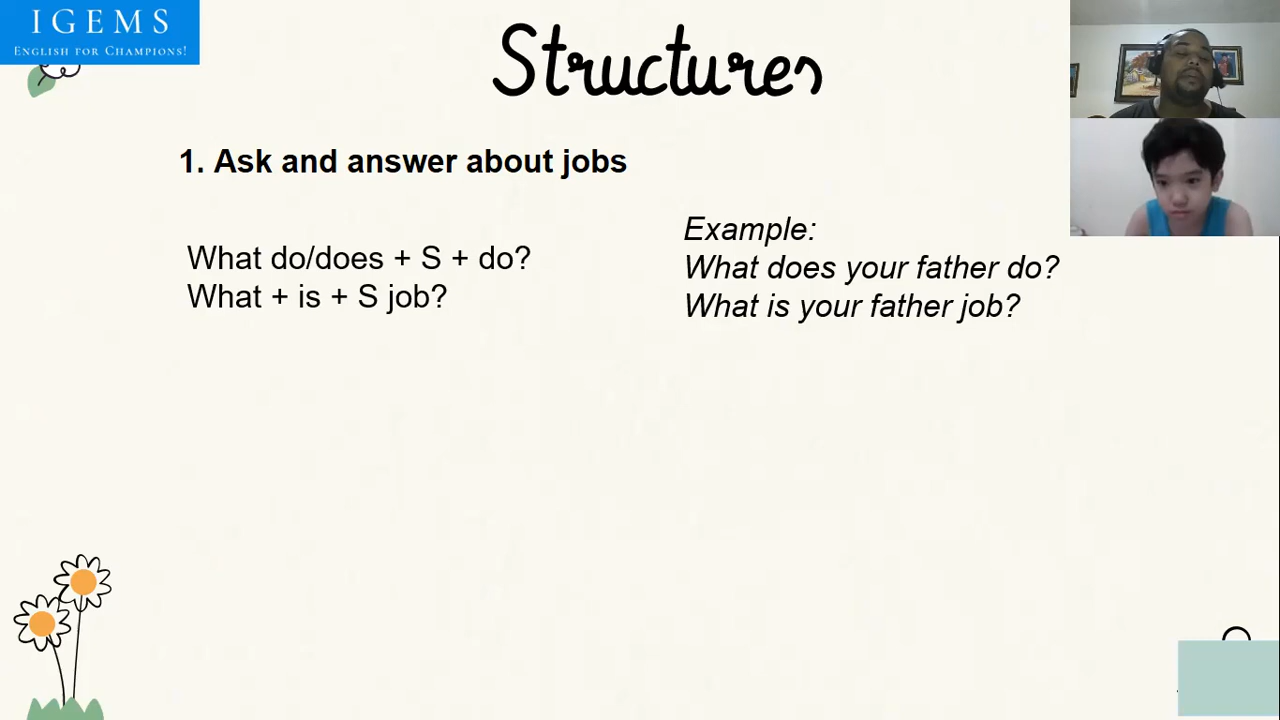 IGEMS
ENGLISH FOR CHAMPIONS!
Structures
1. Ask and answer about jobs
What do/does + S + do?
What + is + S job?
Example:
What does your father do?
What is your father job?